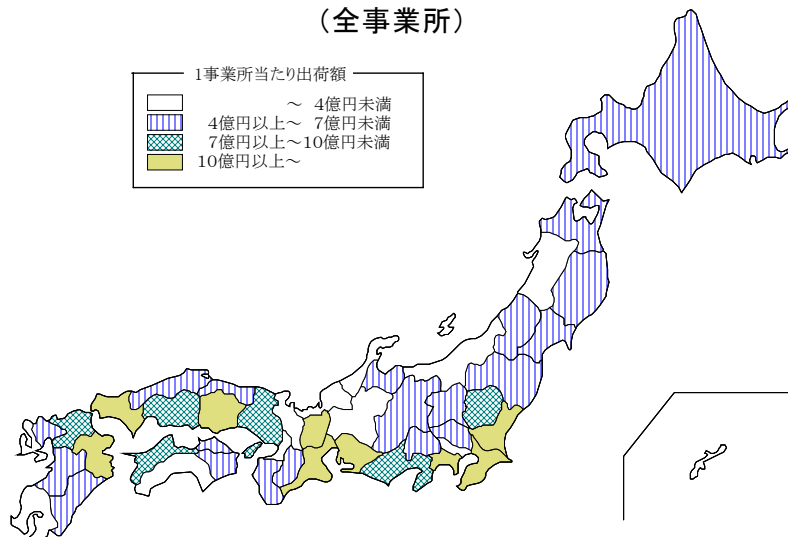 (全事業所)
1事業所当たり出荷額
～ 4億円未満
4億円以上～ 7億円未満
7億円以上～10億円未満
10億円以上～